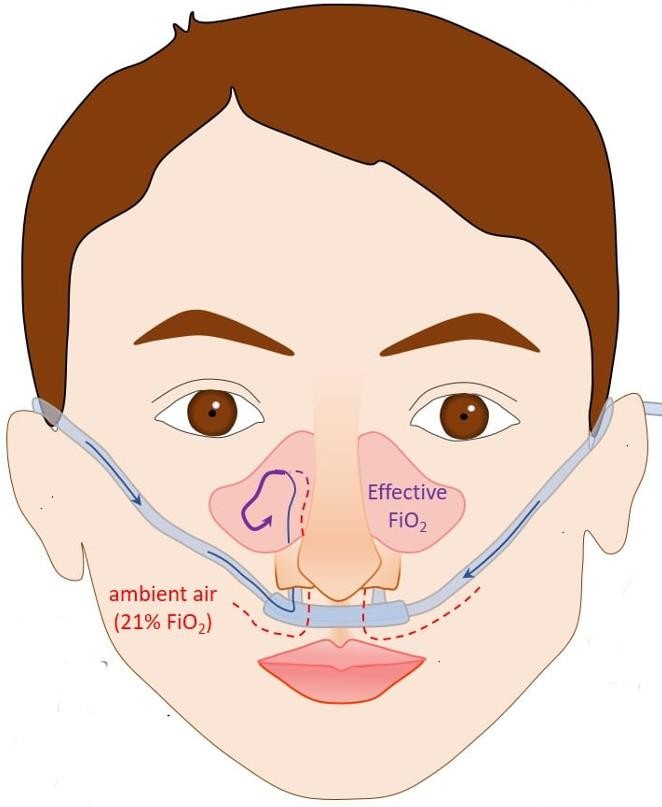 Effective
FiO₂
ambient air
(21% FiO₂)